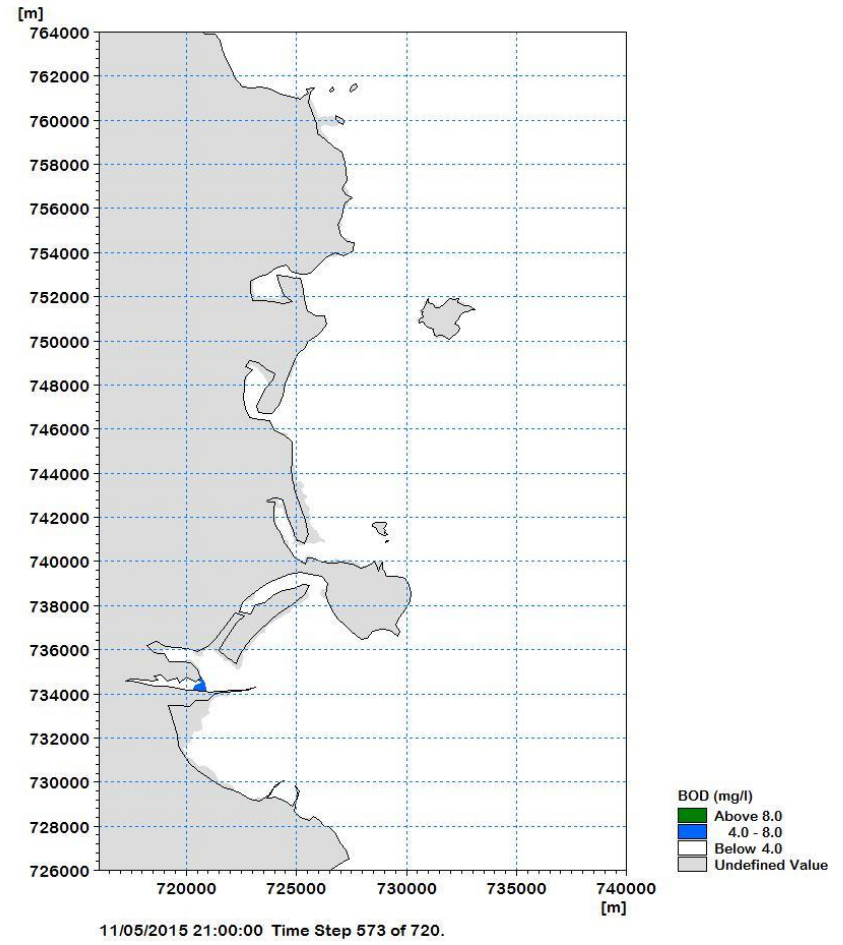 [m]
764000
762000
760000
758000
756000
754000
752000
750000
748000
746000
744000
742000
740000
738000
736000
734000
732000
730000
728000
726000
720000 725000 730000 735000 740000
[m]
BOD (mg/l)
Above 8.0
4.0 - 8.0
Below 4.0
Undefined Value
11/05/2015 21:00:00 Time Step 573 of 720.